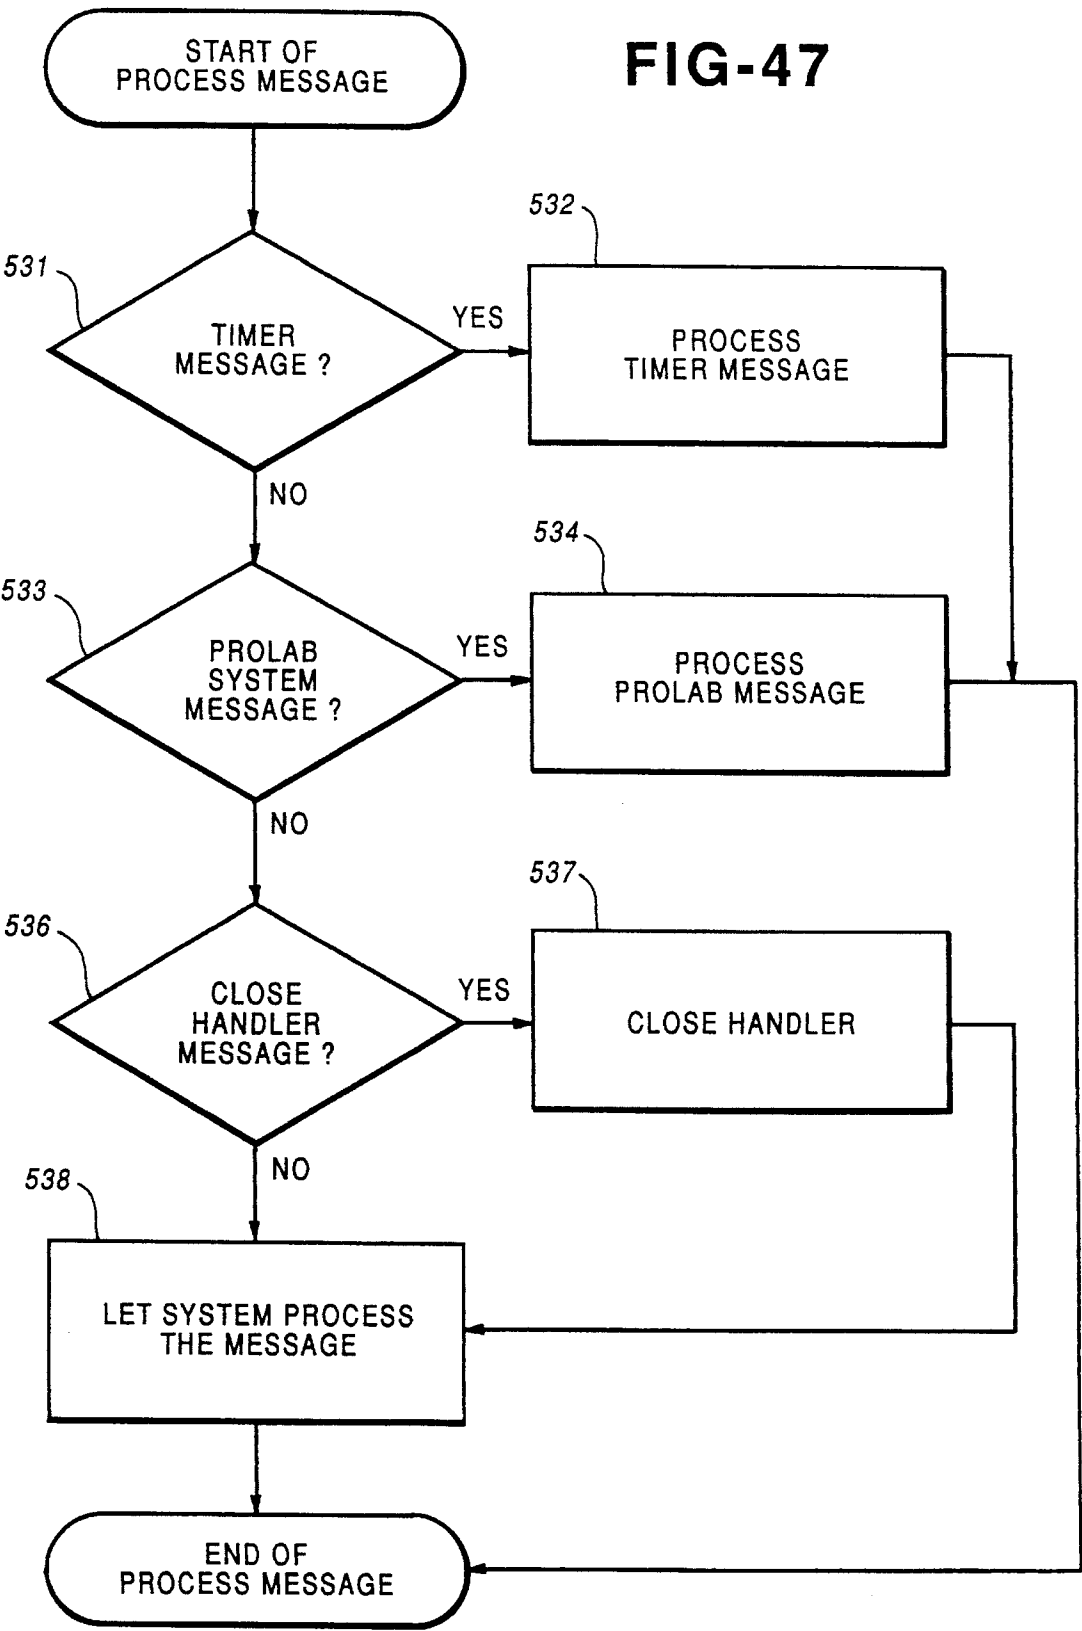 START OF
PROCESS MESSAGE
FIG-47
531
TIMER
MESSAGE ?
YES
532
PROCESS
TIMER MESSAGE
NO
533
PROLAB
SYSTEM
MESSAGE ?
YES
534
PROCESS
PROLAB MESSAGE
NO
536
CLOSE
HANDLER
MESSAGE ?
YES
537
CLOSE HANDLER
NO
538
LET SYSTEM PROCESS
THE MESSAGE
END OF
PROCESS MESSAGE